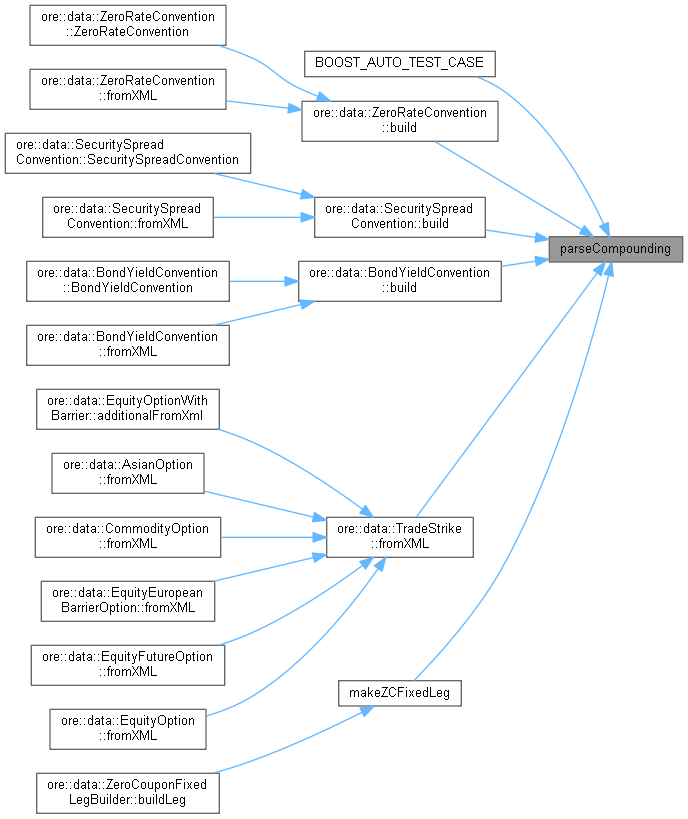 ore::data::ZeroRateConvention
::ZeroRateConvention
ore::data::ZeroRateConvention
::fromXML
ore::data::SecuritySpread
Convention::SecuritySpreadConvention
ore::data::SecuritySpread
Convention::fromXML
ore::data::BondYieldConvention
::BondYieldConvention
ore::data::BondYieldConvention
::fromXML
ore::data::EquityOptionWith
Barrier::additionalFromXml
ore::data::AsianOption
::fromXML
ore::data::CommodityOption
::fromXML
ore::data::EquityEuropean
BarrierOption::fromXML
ore::data::EquityFutureOption
::fromXML
ore::data::EquityOption
::fromXML
ore::data::ZeroCouponFixed
LegBuilder::buildLeg
BOOST_AUTO_TEST_CASE
ore::data::ZeroRateConvention
::build
ore::data::SecuritySpread
Convention::build
ore::data::BondYieldConvention
::build
ore::data::TradeStrike
::fromXML
makeZCFixedLeg
parseCompounding